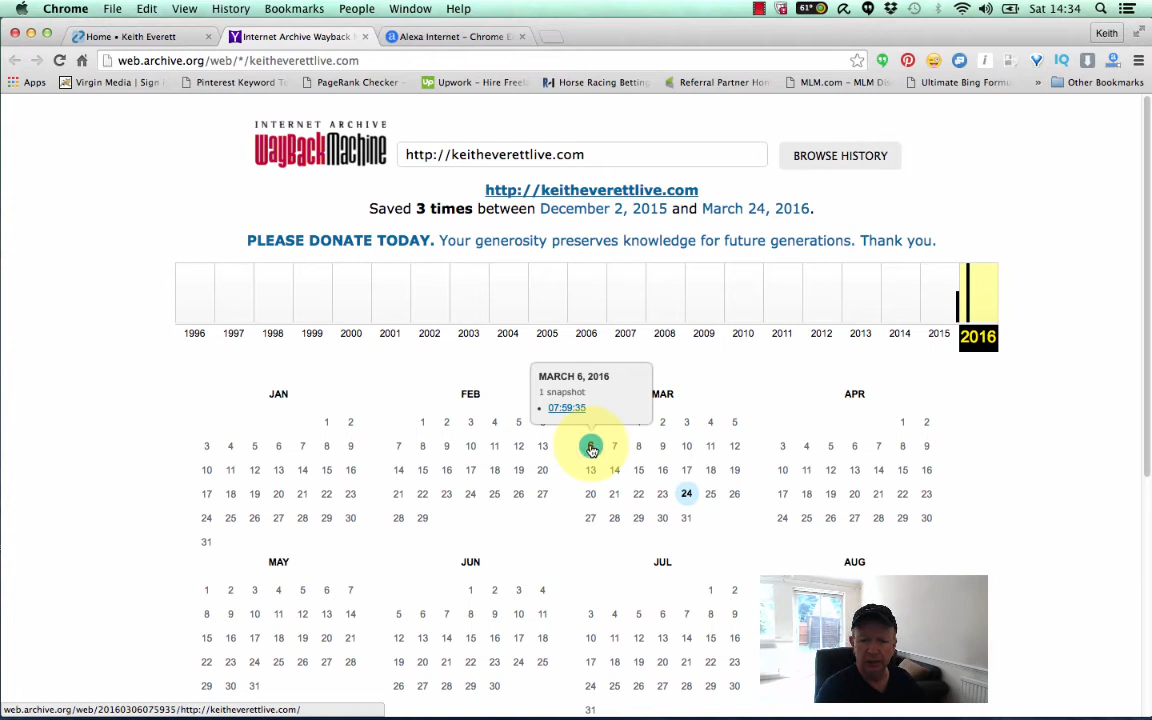 Chrome File Edit View History Bookmarks People Window Help 61° Sat 14:34
Home • Keith Everett Internet Archive Wayback Alexa Internet – Chrome E Keith
web.archive.org/web/*/keitheverettlive.com
Apps Virgin Media | Sign Pinterest Keyword T PageRank Checker - Upwork - Hire Freel Horse Racing Betting Referral Partner Hom MLM.com - MLM Di Ultimate Bing Formu » Other Bookmarks
INTERNET ARCHIVE
WayBackMachine http://keitheverettlive.com BROWSE HISTORY
http://keitheverettlive.com
Saved 3 times between December 2, 2015 and March 24, 2016.
PLEASE DONATE TODAY. Your generosity preserves knowledge for future generations. Thank you.
1996 1997 1998 1999 2000 2001 2002 2003 2004 2005 2006 2007 2008 2009 2010 2011 2012 2013 2014 2015 2016
MARCH 6, 2016
1 snapshot
• 07:59:35
JAN FEB MAR APR
1 2 1 2 3 4 5 1 2 3 4 5 1 2
3 4 5 6 7 8 9 7 8 9 10 11 12 13 6 7 8 9 10 11 12 3 4 5 6 7 8 9
10 11 12 13 14 15 16 14 15 16 17 18 19 20 13 14 15 16 17 18 19 10 11 12 13 14 15 16
17 18 19 20 21 22 23 21 22 23 24 25 26 27 20 21 22 23 24 25 26 17 18 19 20 21 22 23
24 25 26 27 28 29 30 28 29 27 28 29 30 31 24 25 26 27 28 29 30
31
MAY JUN JUL AUG
1 2 3 4 5 6 7 1 2 3 4 1 2
8 9 10 11 12 13 14 5 6 7 8 9 10 11 3 4 5 6 7 8 9
15 16 17 18 19 20 21 12 13 14 15 16 17 18 10 11 12 13 14 15 16
22 23 24 25 26 27 28 19 20 21 22 23 24 25 17 18 19 20 21 22 23
29 30 31 26 27 28 29 30 24 25 26 27 28 29 30
31
web.archive.org/web/20160306075935/http://keitheverettlive.com/